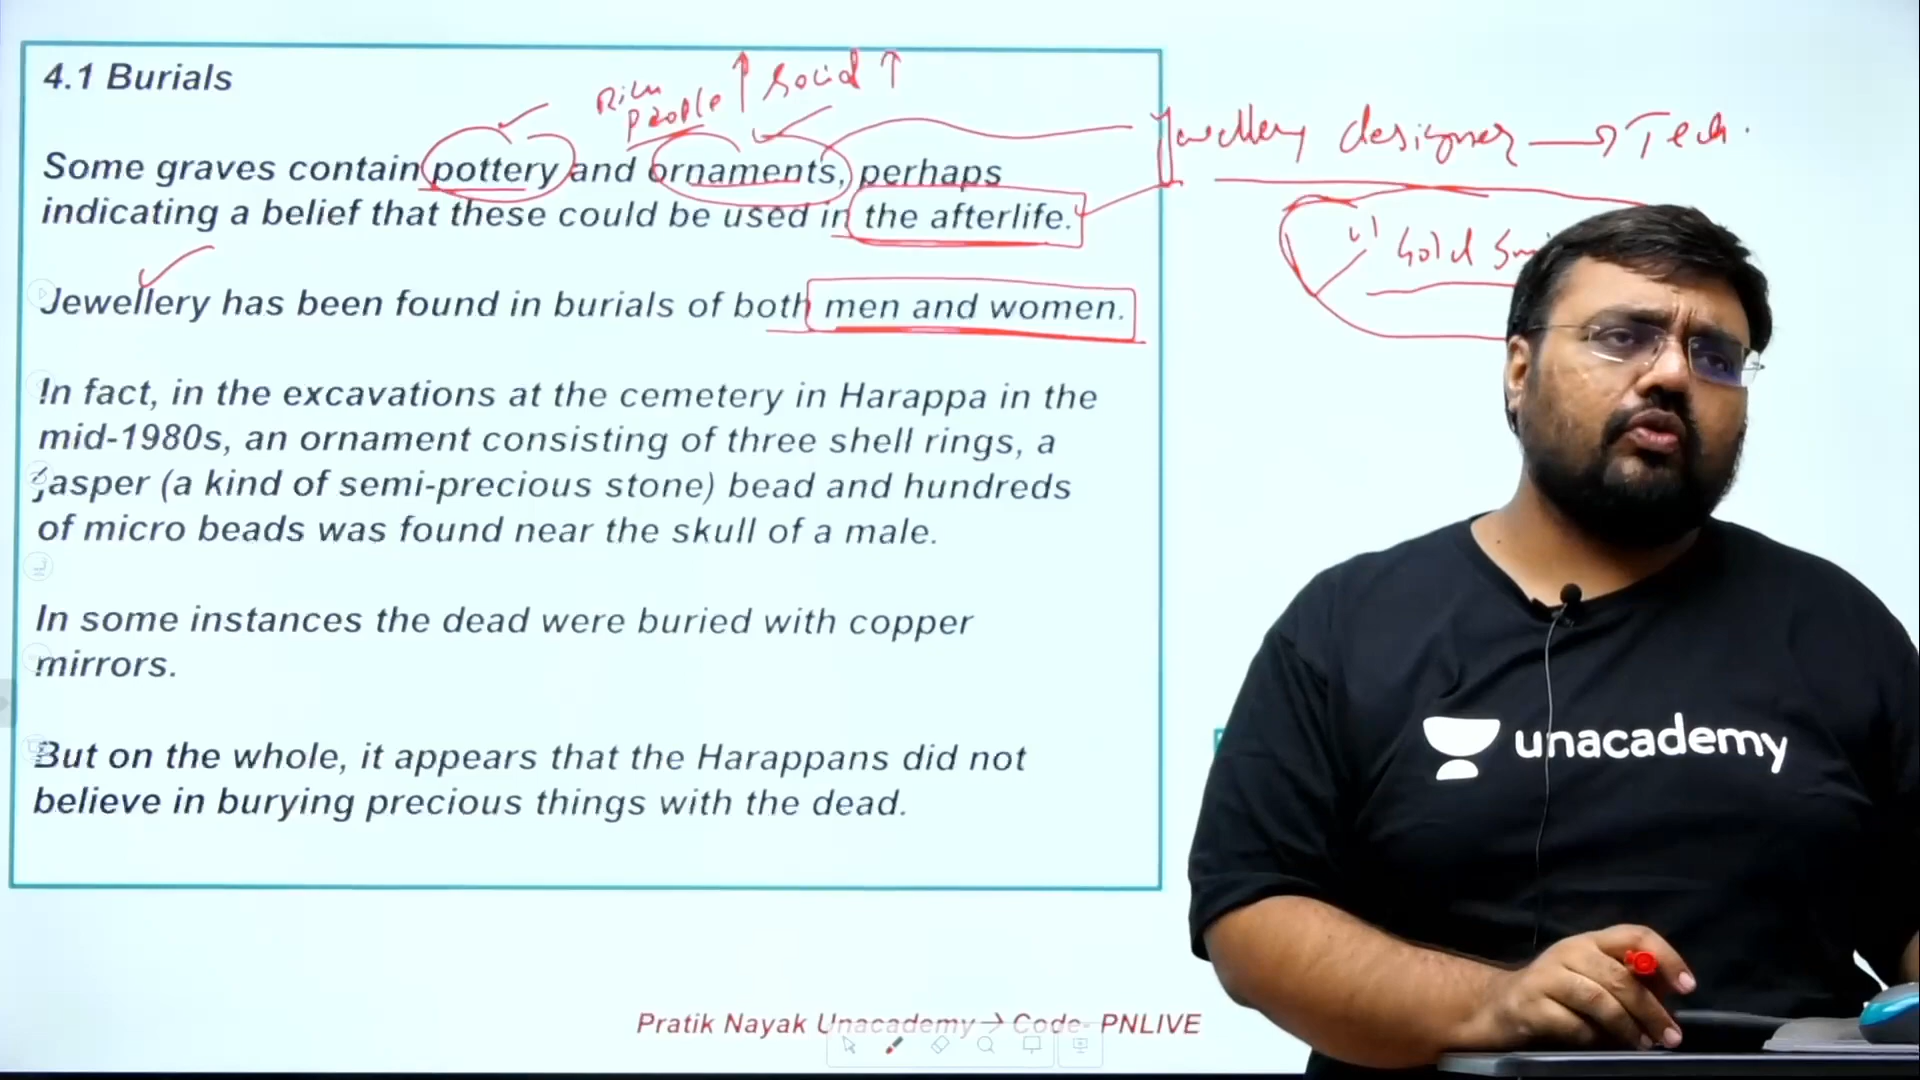 4.1 Burials
people
Jewellery designer → Tech.
Some graves contain pottery and ornaments, perhaps
indicating a belief that these could be used in the afterlife.
Gold
Jewellery has been found in burials of both men and women.
In fact, in the excavations at the cemetery in Harappa in the
mid-1980s, an ornament consisting of three shell rings, a
jasper (a kind of semi-precious stone) bead and hundreds
of micro beads was found near the skull of a male.
In some instances the dead were buried with copper
mirrors.
But on the whole, it appears that the Harappans did not
believe in burying precious things with the dead.
unacademy
Pratik Nayak Unacademy → Code- PNLIVE